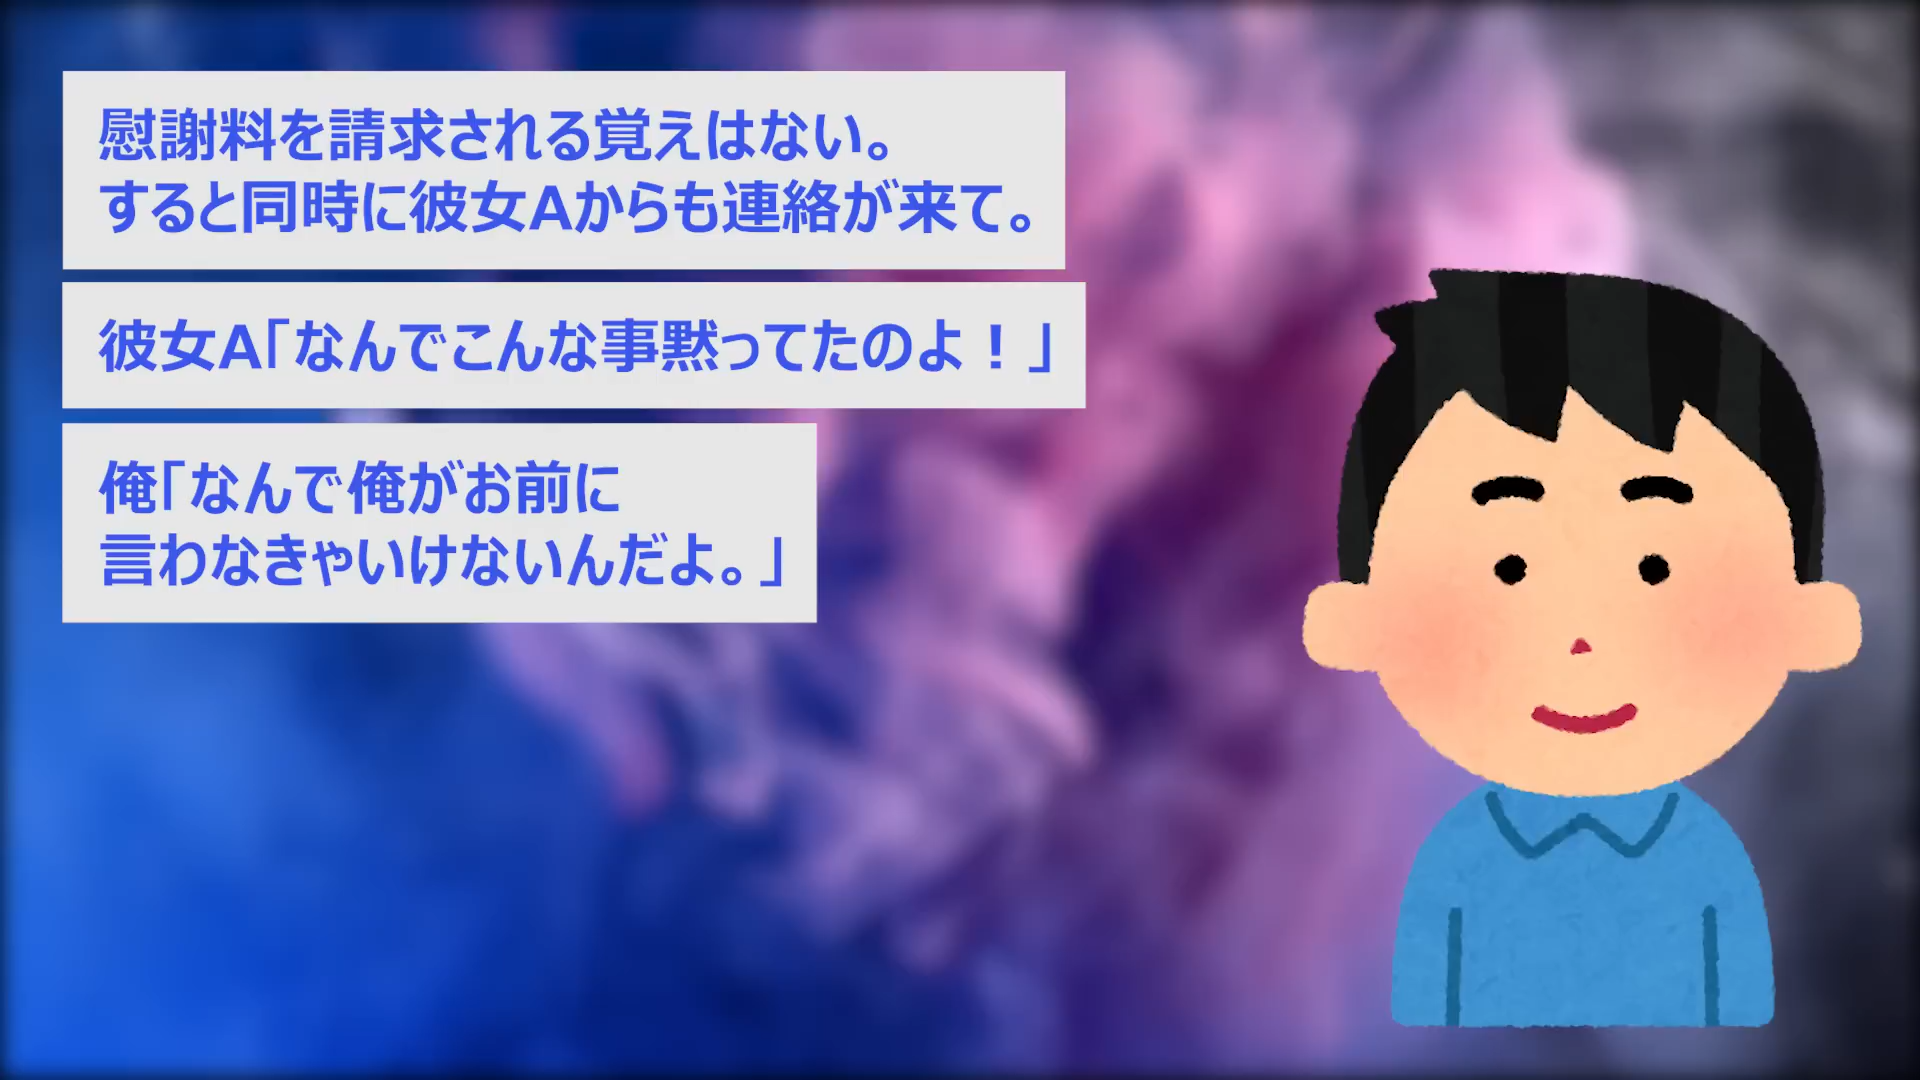 慰謝料を請求される覚えはない。
すると同時に彼女Aからも連絡が来て。
彼女A「なんでこんな事黙ってたのよ！」
俺「なんで俺がお前に
言わなきゃいけないんだよ。」